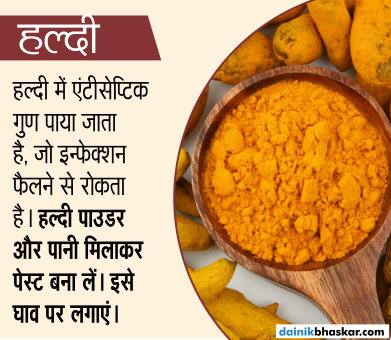 हल्दी
हल्दी में एंटीसेप्टिक
गुण पाया जाता
है, जो इन्फेक्शन
फैलने से रोकता
है। हल्दी पाउडर
और पानी मिलाकर
पेस्ट बना लें। इसे
घाव पर लगाएं।
dainikbhaskar.com